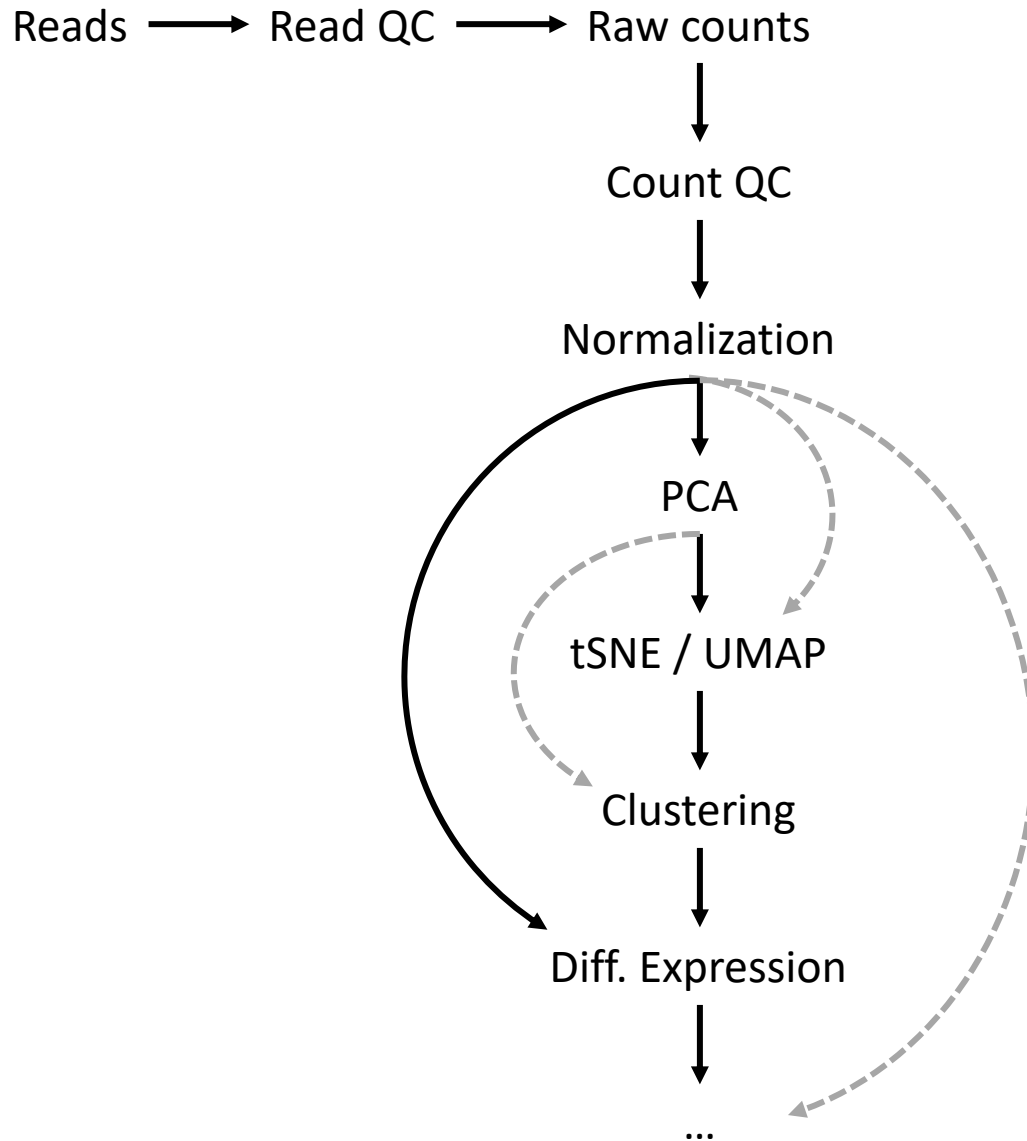 Reads
Read QC
Raw counts
Count QC
Normalization
PCA
tSNE / UMAP
Clustering
Diff. Expression
...